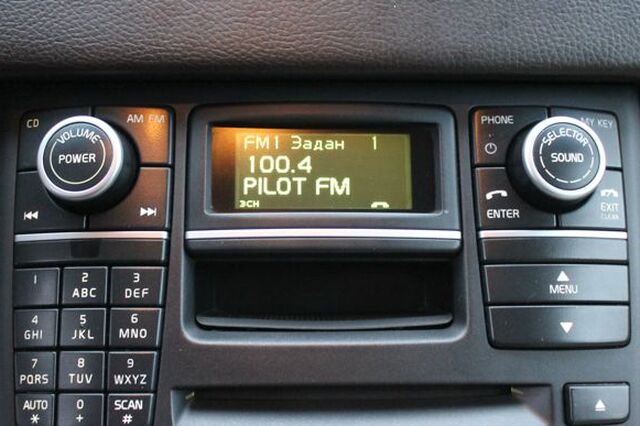 CD
AM FM
VOLUME
POWER
FM1 Задан 1
100.4
PILOT FM
3CH
PHONE
MY KEY
SELECTOR
SOUND
ENTER
EXIT
CLEAR
MENU
1
2
ABC
3
DEF
4
GHI
5
JKL
6
MNO
7
PQRS
8
TUV
9
WXYZ
AUTO
*
0
+
SCAN
#